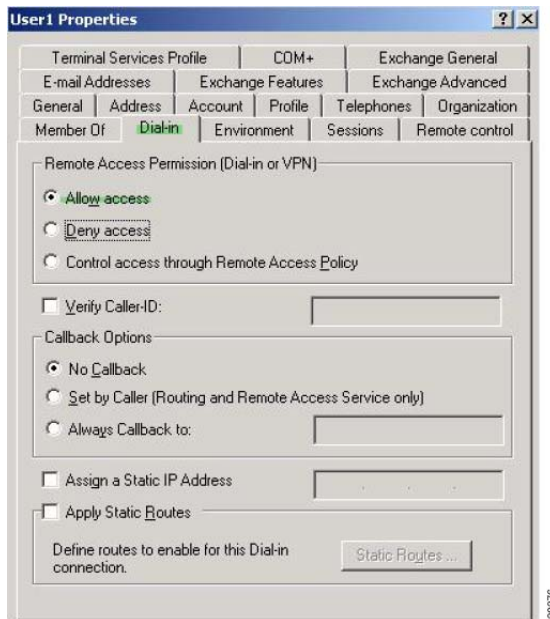 User1 Properties
Terminal Services Profile COM+ Exchange General
E-mail Addresses Exchange Features Exchange Advanced
General Address Account Profile Telephones Organization
Member Of Dial-in Environment Sessions Remote control
Remote Access Permission (Dial-in or VPN)
Allow access
Deny access
Control access through Remote Access Policy
Verify Caller-ID:
Callback Options
No Callback
Set by Caller (Routing and Remote Access Service only)
Always Callback to:
Assign a Static IP Address
Apply Static Routes
Define routes to enable for this Dial-in
connection.
Static Routes ...